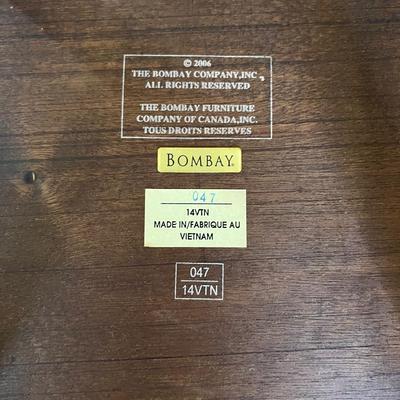 © 2006
THE BOMBAY COMPANY,INC.
ALL RIGHTS RESERVED
THE BOMBAY FURNITURE
COMPANY OF CANADA,INC.
TOUS DROITS RESERVES
BOMBAY®
047
14VTN
MADE IN/FABRIQUE AU
VIETNAM
047
14VTN